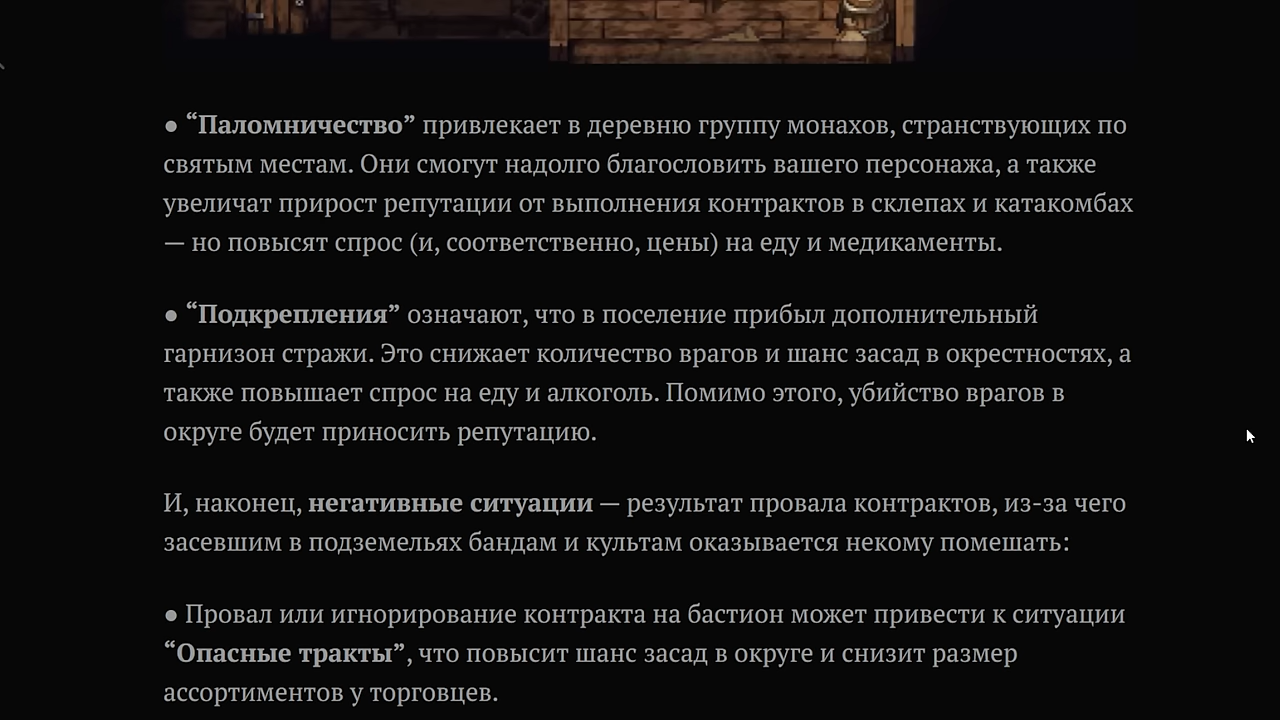 ● “Паломничество” привлекает в деревню группу монахов, странствующих по
святым местам. Они смогут надолго благословить вашего персонажа, а также
увеличат прирост репутации от выполнения контрактов в склепах и катакомбах
— но повысят спрос (и, соответственно, цены) на еду и медикаменты.
● “Подкрепления” означают, что в поселение прибыл дополнительный
гарнизон стражи. Это снижает количество врагов и шанс засад в окрестностях, а
также повышает спрос на еду и алкоголь. Помимо этого, убийство врагов в
округе будет приносить репутацию.
И, наконец, негативные ситуации — результат провала контрактов, из-за чего
засевшим в подземельях бандам и культам оказывается некому помешать:
● Провал или игнорирование контракта на бастион может привести к ситуации
“Опасные тракты”, что повысит шанс засад в округе и снизит размер
ассортиментов у торговцев.